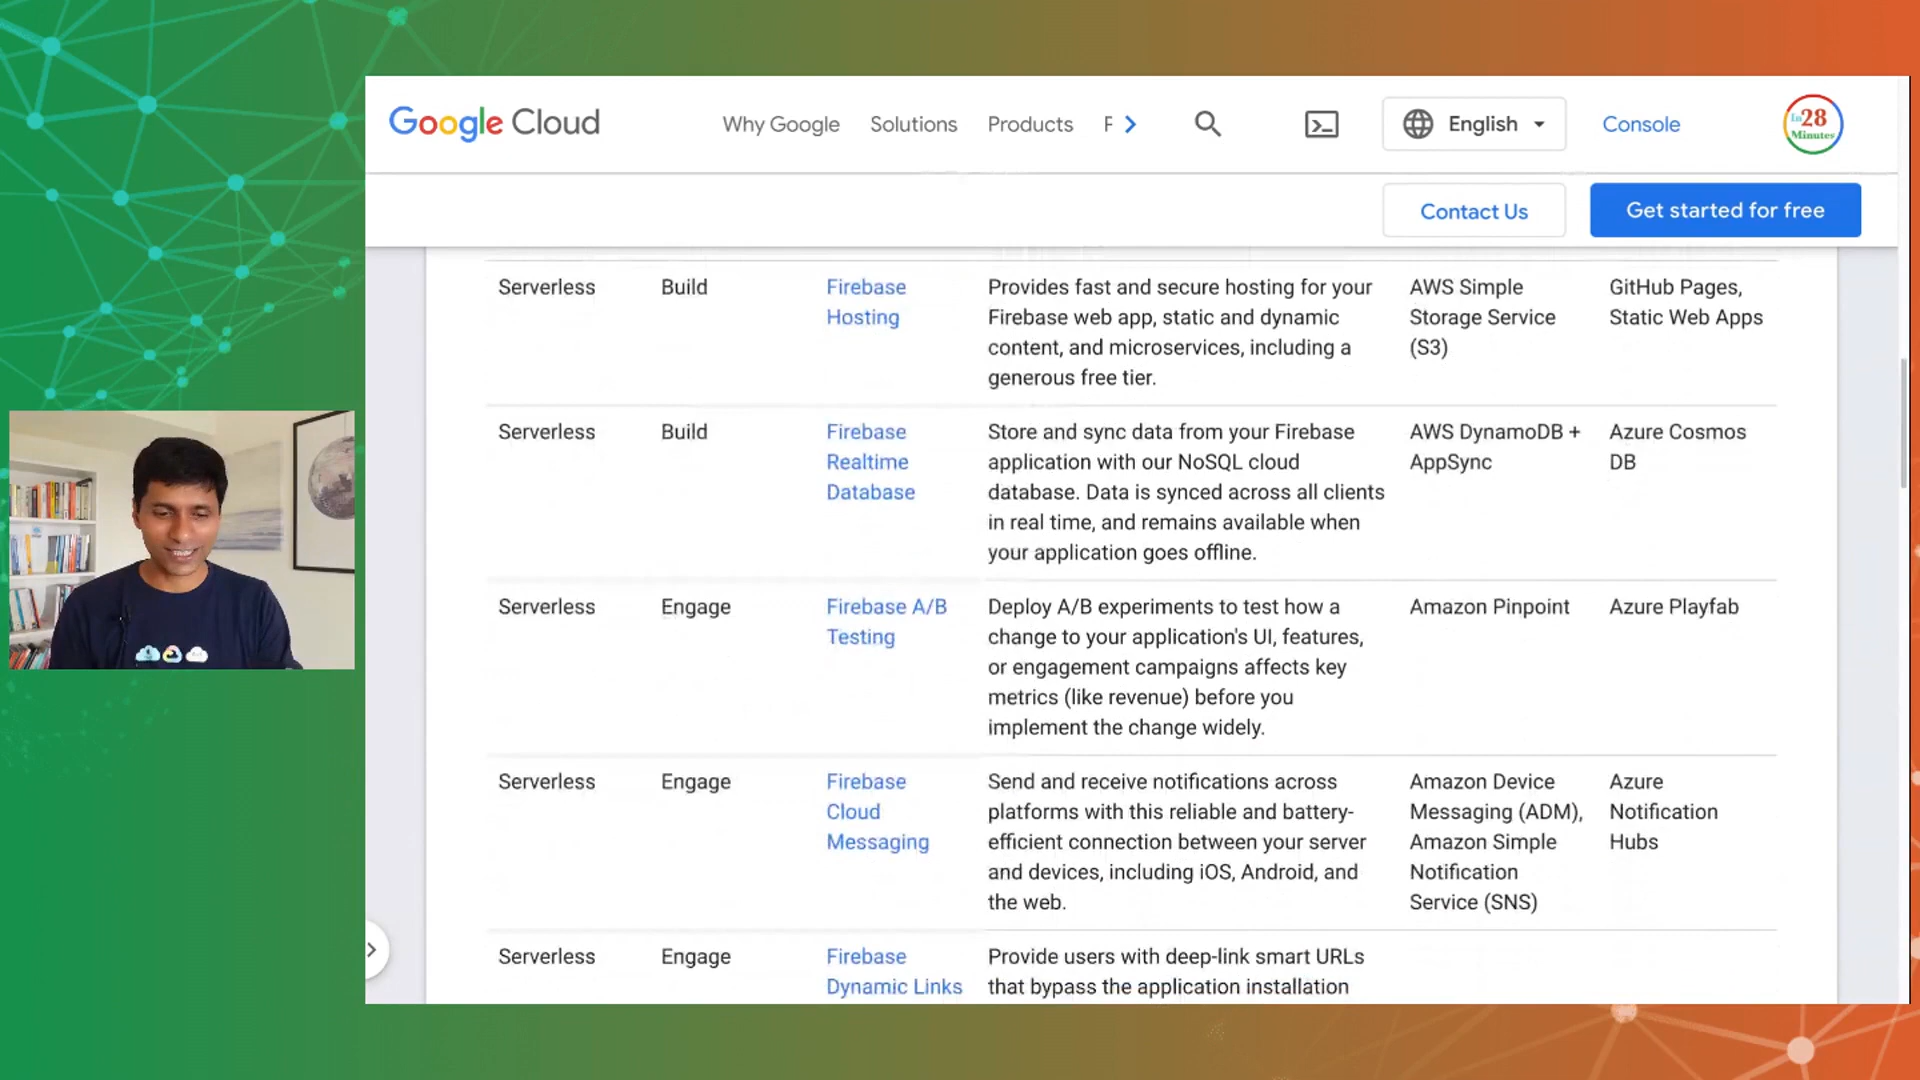 Google Cloud
Why Google
Solutions
Products
English
Console
In28
Minutes
Contact Us
Get started for free
Serverless
Build
Firebase
Hosting
Provides fast and secure hosting for your
Firebase web app, static and dynamic
content, and microservices, including a
generous free tier.
AWS Simple
Storage Service
(S3)
GitHub Pages,
Static Web Apps
Serverless
Build
Firebase
Realtime
Database
Store and sync data from your Firebase
application with our NoSQL cloud
database. Data is synced across all clients
in real time, and remains available when
your application goes offline.
AWS DynamoDB +
AppSync
Azure Cosmos
DB
Serverless
Engage
Firebase A/B
Testing
Deploy A/B experiments to test how a
change to your application's UI, features,
or engagement campaigns affects key
metrics (like revenue) before you
implement the change widely.
Amazon Pinpoint
Azure Playfab
Serverless
Engage
Firebase
Cloud
Messaging
Send and receive notifications across
platforms with this reliable and battery-
efficient connection between your server
and devices, including iOS, Android, and
the web.
Amazon Device
Messaging (ADM),
Amazon Simple
Notification
Service (SNS)
Azure
Notification
Hubs
Serverless
Engage
Firebase
Dynamic Links
Provide users with deep-link smart URLs
that bypass the application installation